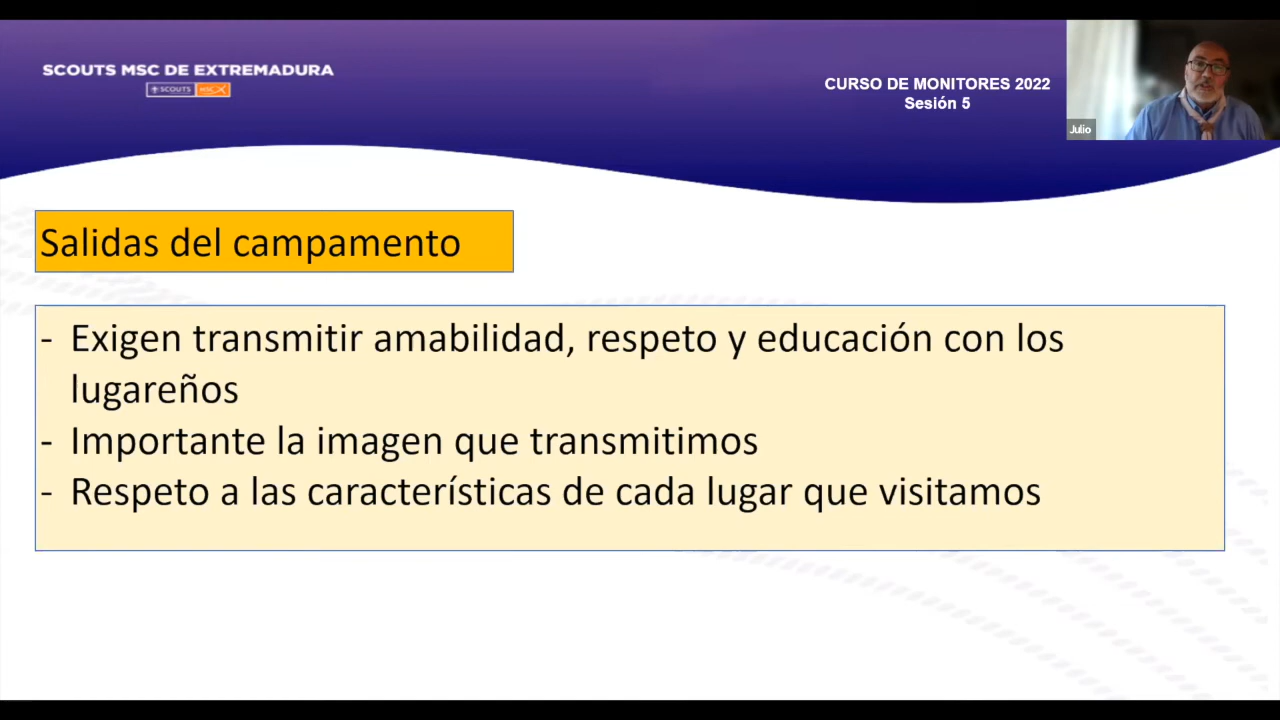 SCOUTS MSC DE EXTREMADURA
SCOUTS MSC
CURSO DE MONITORES 2022
Sesión 5
Julio
Salidas del campamento
- Exigen transmitir amabilidad, respeto y educación con los
lugareños
- Importante la imagen que transmitimos
- Respeto a las características de cada lugar que visitamos